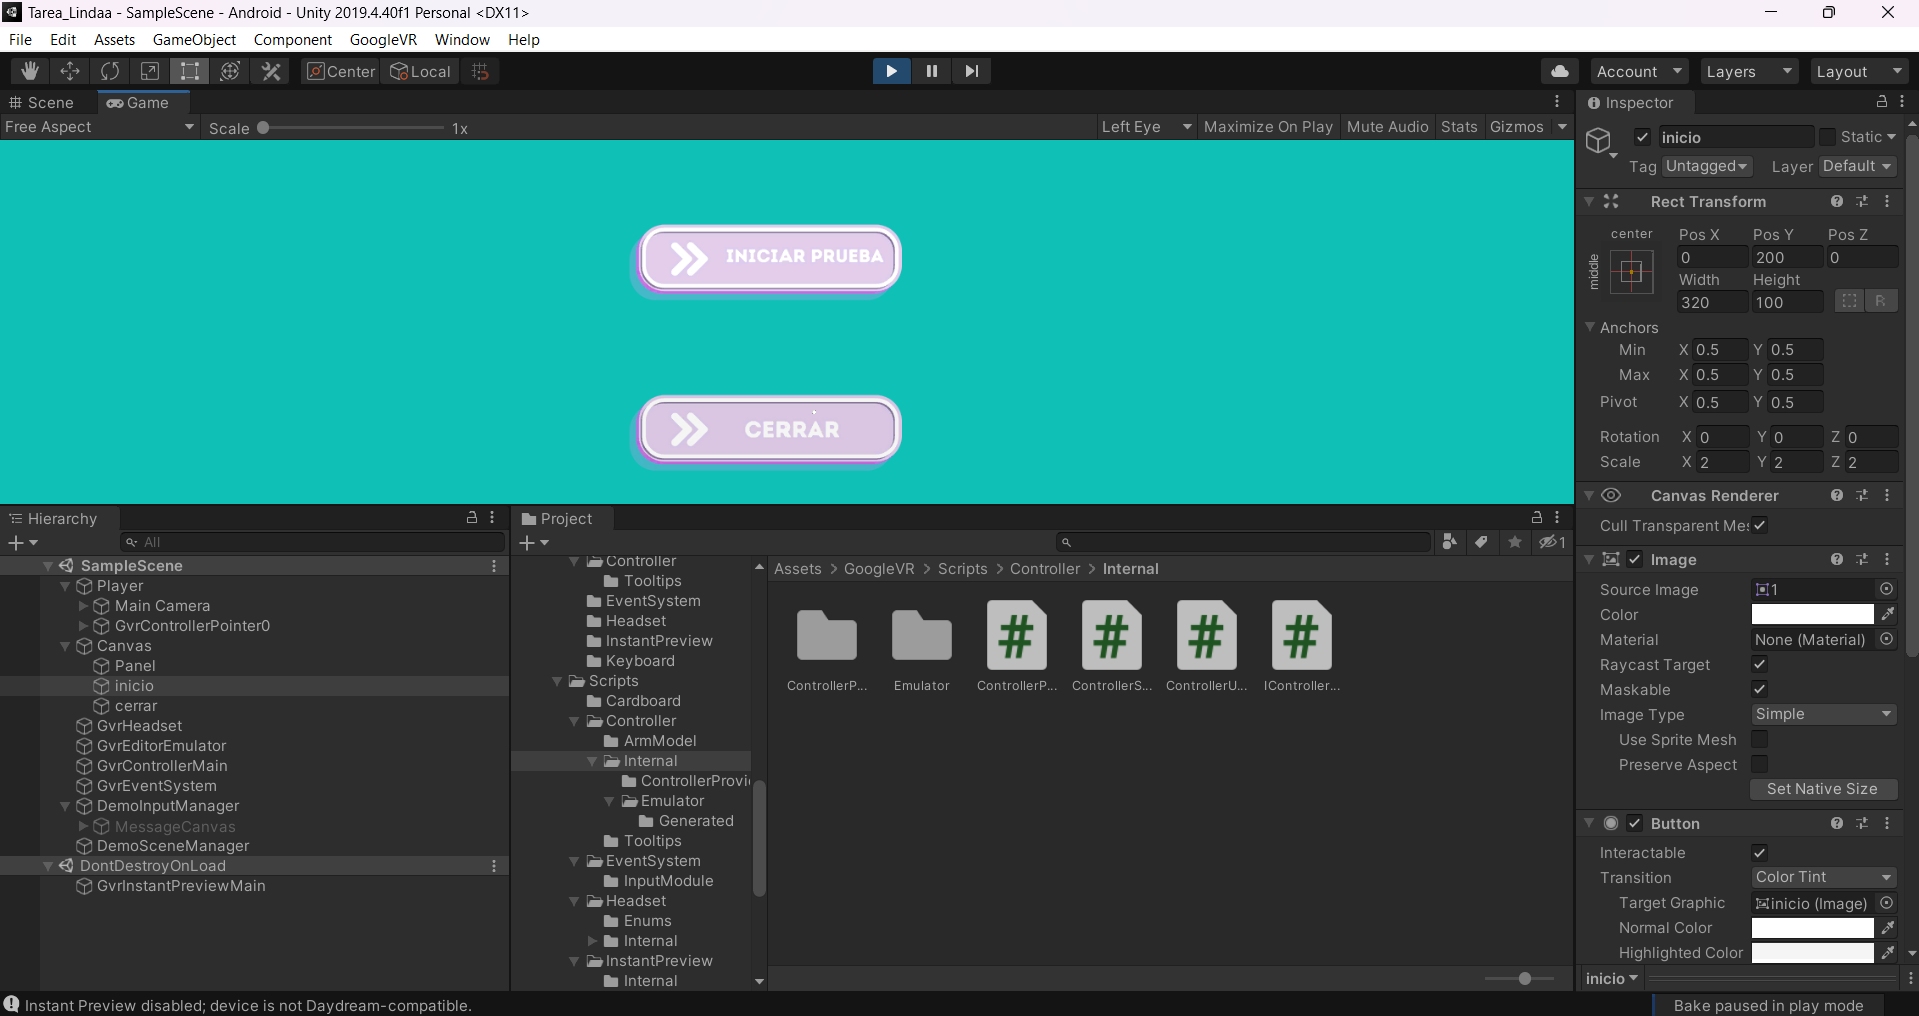 Tarea_Lindaa - SampleScene - Android - Unity 2019.4.40f1 Personal <DX11>
File Edit Assets GameObject Component GoogleVR Window Help
Center Local Account Layers Layout
Scene Game
Free Aspect Scale 1x Left Eye Maximize On Play Mute Audio Stats Gizmos
INICIAR PRUEBA
CERRAR
Hierarchy
All
SampleScene
Player
Main Camera
GvrControllerPointer0
Canvas
Panel
inicio
cerrar
GvrHeadset
GvrEditorEmulator
GvrControllerMain
GvrEventSystem
DemoInputManager
MessageCanvas
DemoSceneManager
DontDestroyOnLoad
GvrInstantPreviewMain
Project
1
Controller
Tooltips
EventSystem
Headset
InstantPreview
Keyboard
Scripts
Cardboard
Controller
ArmModel
Internal
ControllerProvi
Emulator
Generated
Tooltips
EventSystem
InputModule
Headset
Enums
Internal
InstantPreview
Internal
Assets > GoogleVR > Scripts > Controller > Internal
ControllerP... Emulator ControllerP... ControllerS... ControllerU... IController...
Inspector
inicio Static
Tag Untagged Layer Default
Rect Transform
center Pos X Pos Y Pos Z
middle
0 200 0
Width Height
320 100 R
Anchors
Min X 0.5 Y 0.5
Max X 0.5 Y 0.5
Pivot X 0.5 Y 0.5
Rotation X 0 Y 0 Z 0
Scale X 2 Y 2 Z 2
Canvas Renderer
Cull Transparent Mes
Image
Source Image 1
Color
Material None (Material)
Raycast Target
Maskable
Image Type Simple
Use Sprite Mesh
Preserve Aspect
Set Native Size
Button
Interactable
Transition Color Tint
Target Graphic inicio (Image)
Normal Color
Highlighted Color
inicio
Instant Preview disabled; device is not Daydream-compatible.
Bake paused in play mode